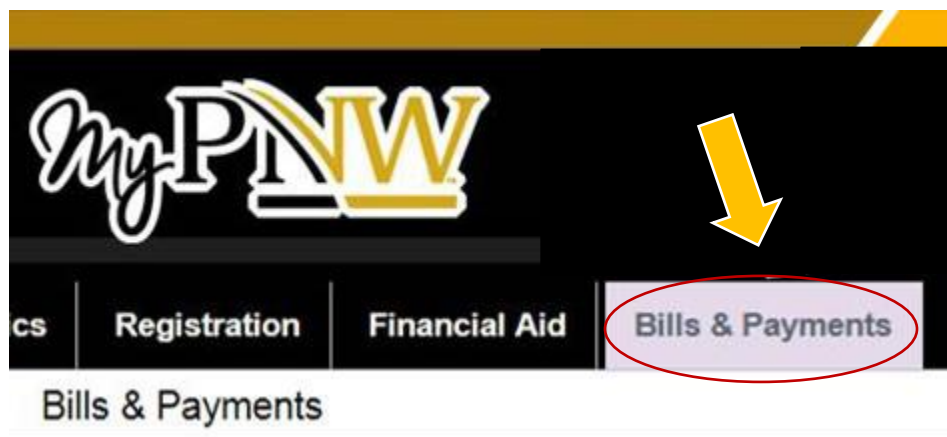 MyPNW
cs Registration Financial Aid Bills & Payments
Bills & Payments